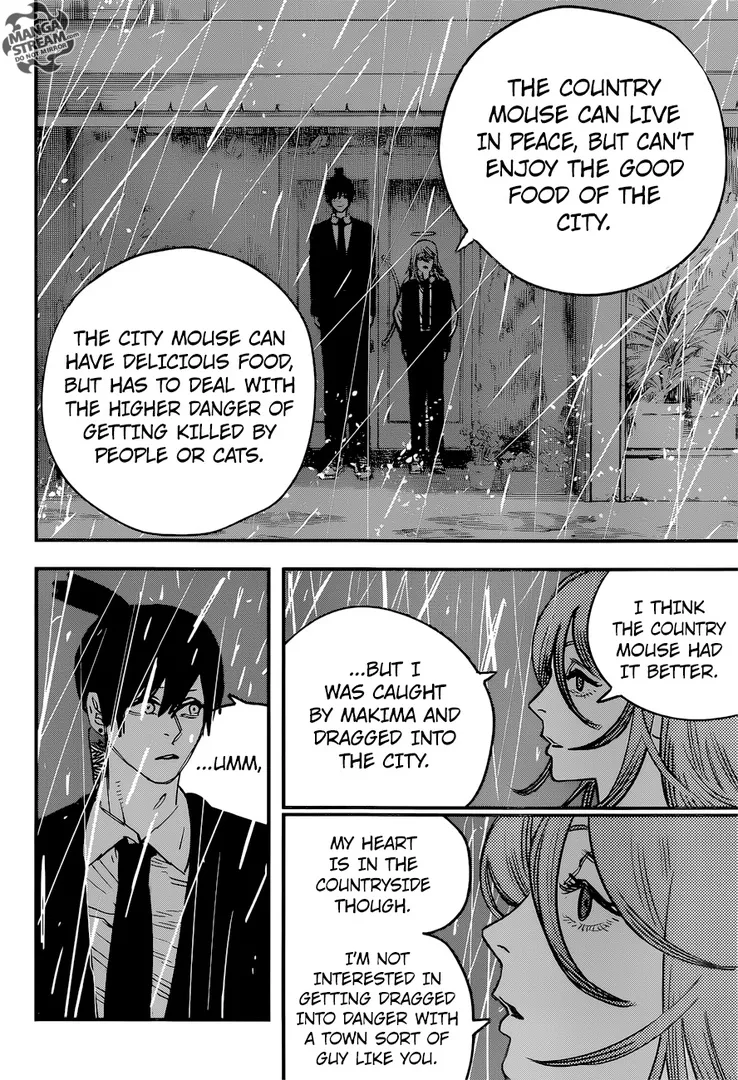 MANGA
STREAM.com
DO NOT MIRROR
THE COUNTRY
MOUSE CAN LIVE
IN PEACE, BUT CAN'T
ENJOY THE GOOD
FOOD OF THE
CITY.
THE CITY MOUSE CAN
HAVE DELICIOUS FOOD,
BUT HAS TO DEAL WITH
THE HIGHER DANGER OF
GETTING KILLED BY
PEOPLE OR CATS.
I THINK
THE COUNTRY
MOUSE HAD
IT BETTER.
...BUT I
WAS CAUGHT
BY MAKIMA AND
DRAGGED INTO
THE CITY.
MY HEART
IS IN THE
COUNTRYSIDE
THOUGH.
I'M NOT
INTERESTED IN
GETTING DRAGGED
INTO DANGER WITH
A TOWN SORT OF
GUY LIKE YOU.
...UMM,